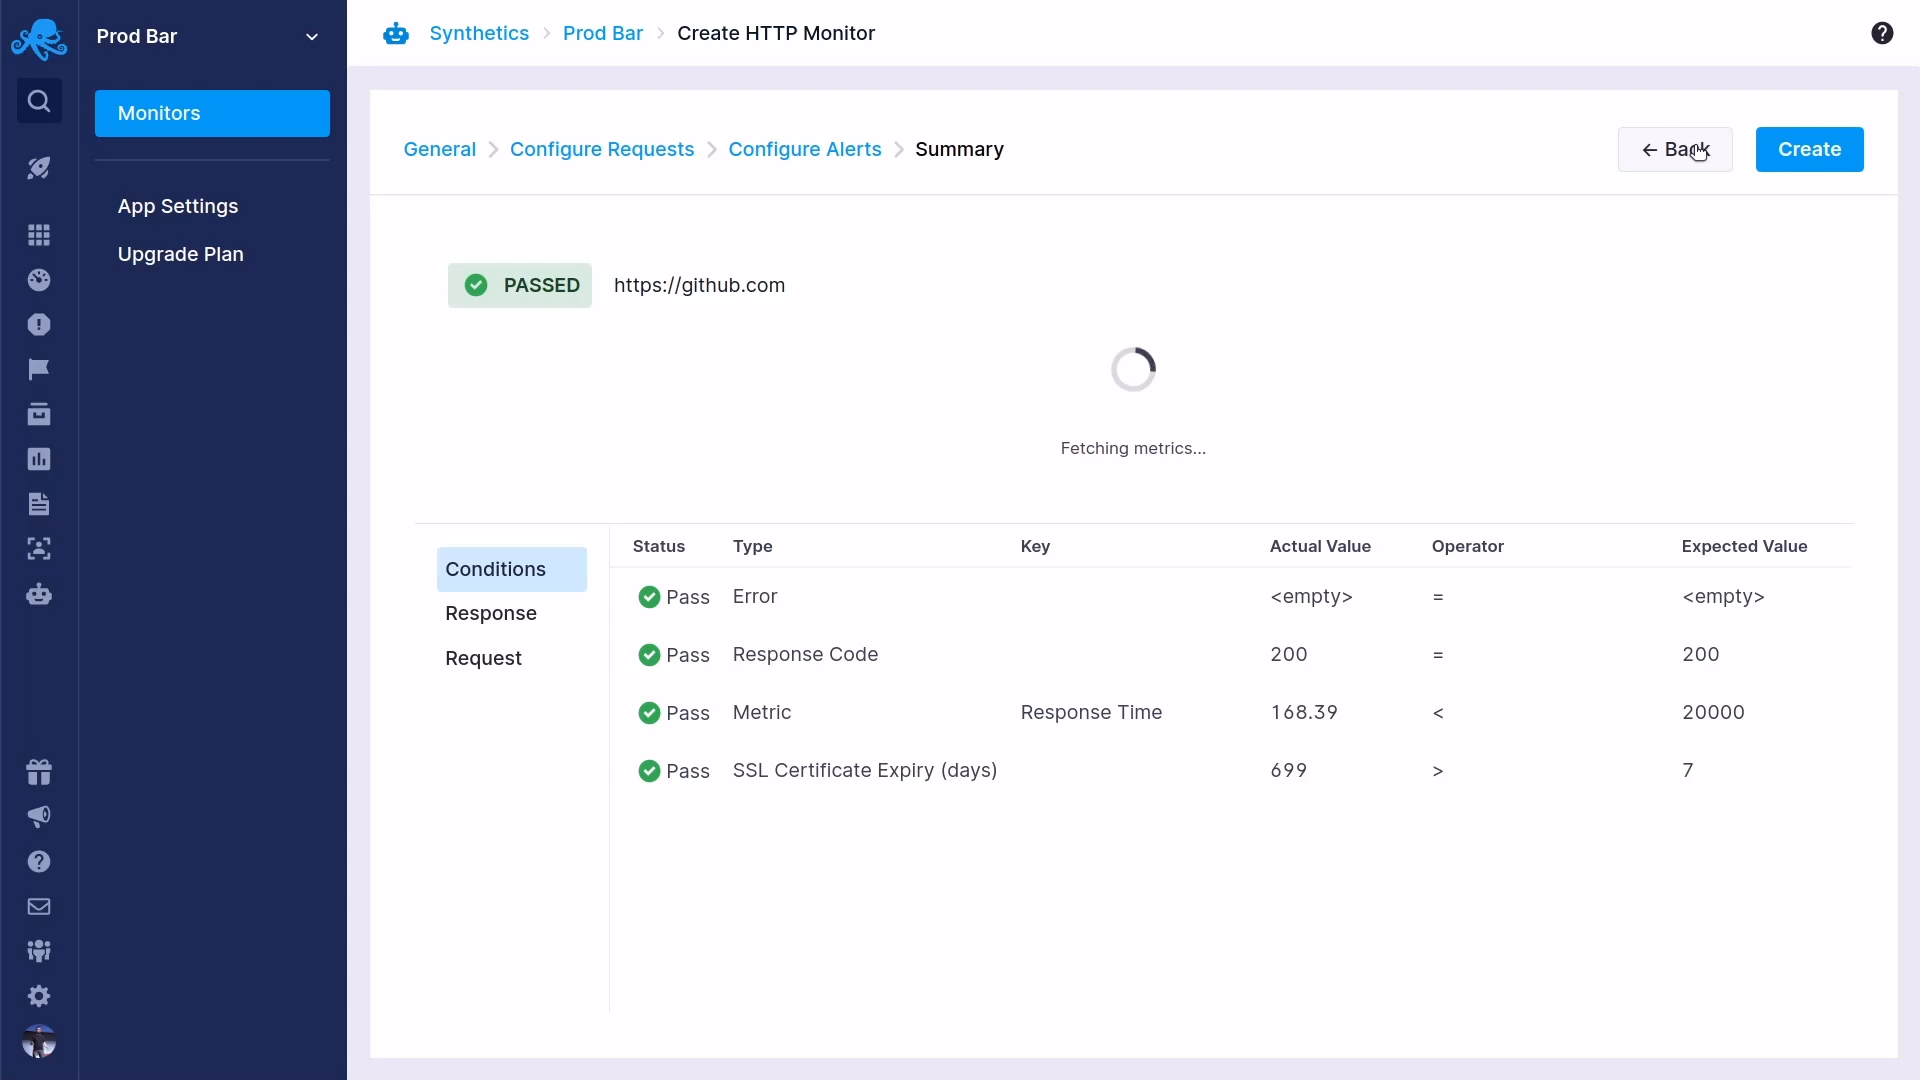 Prod Bar
Monitors
App Settings
Upgrade Plan
Synthetics > Prod Bar > Create HTTP Monitor
General > Configure Requests > Configure Alerts > Summary
← Back
Create
PASSED https://github.com
Fetching metrics...
Conditions
Response
Request
Status Type Key Actual Value Operator Expected Value
Pass Error <empty> = <empty>
Pass Response Code 200 = 200
Pass Metric Response Time 168.39 < 20000
Pass SSL Certificate Expiry (days) 699 > 7